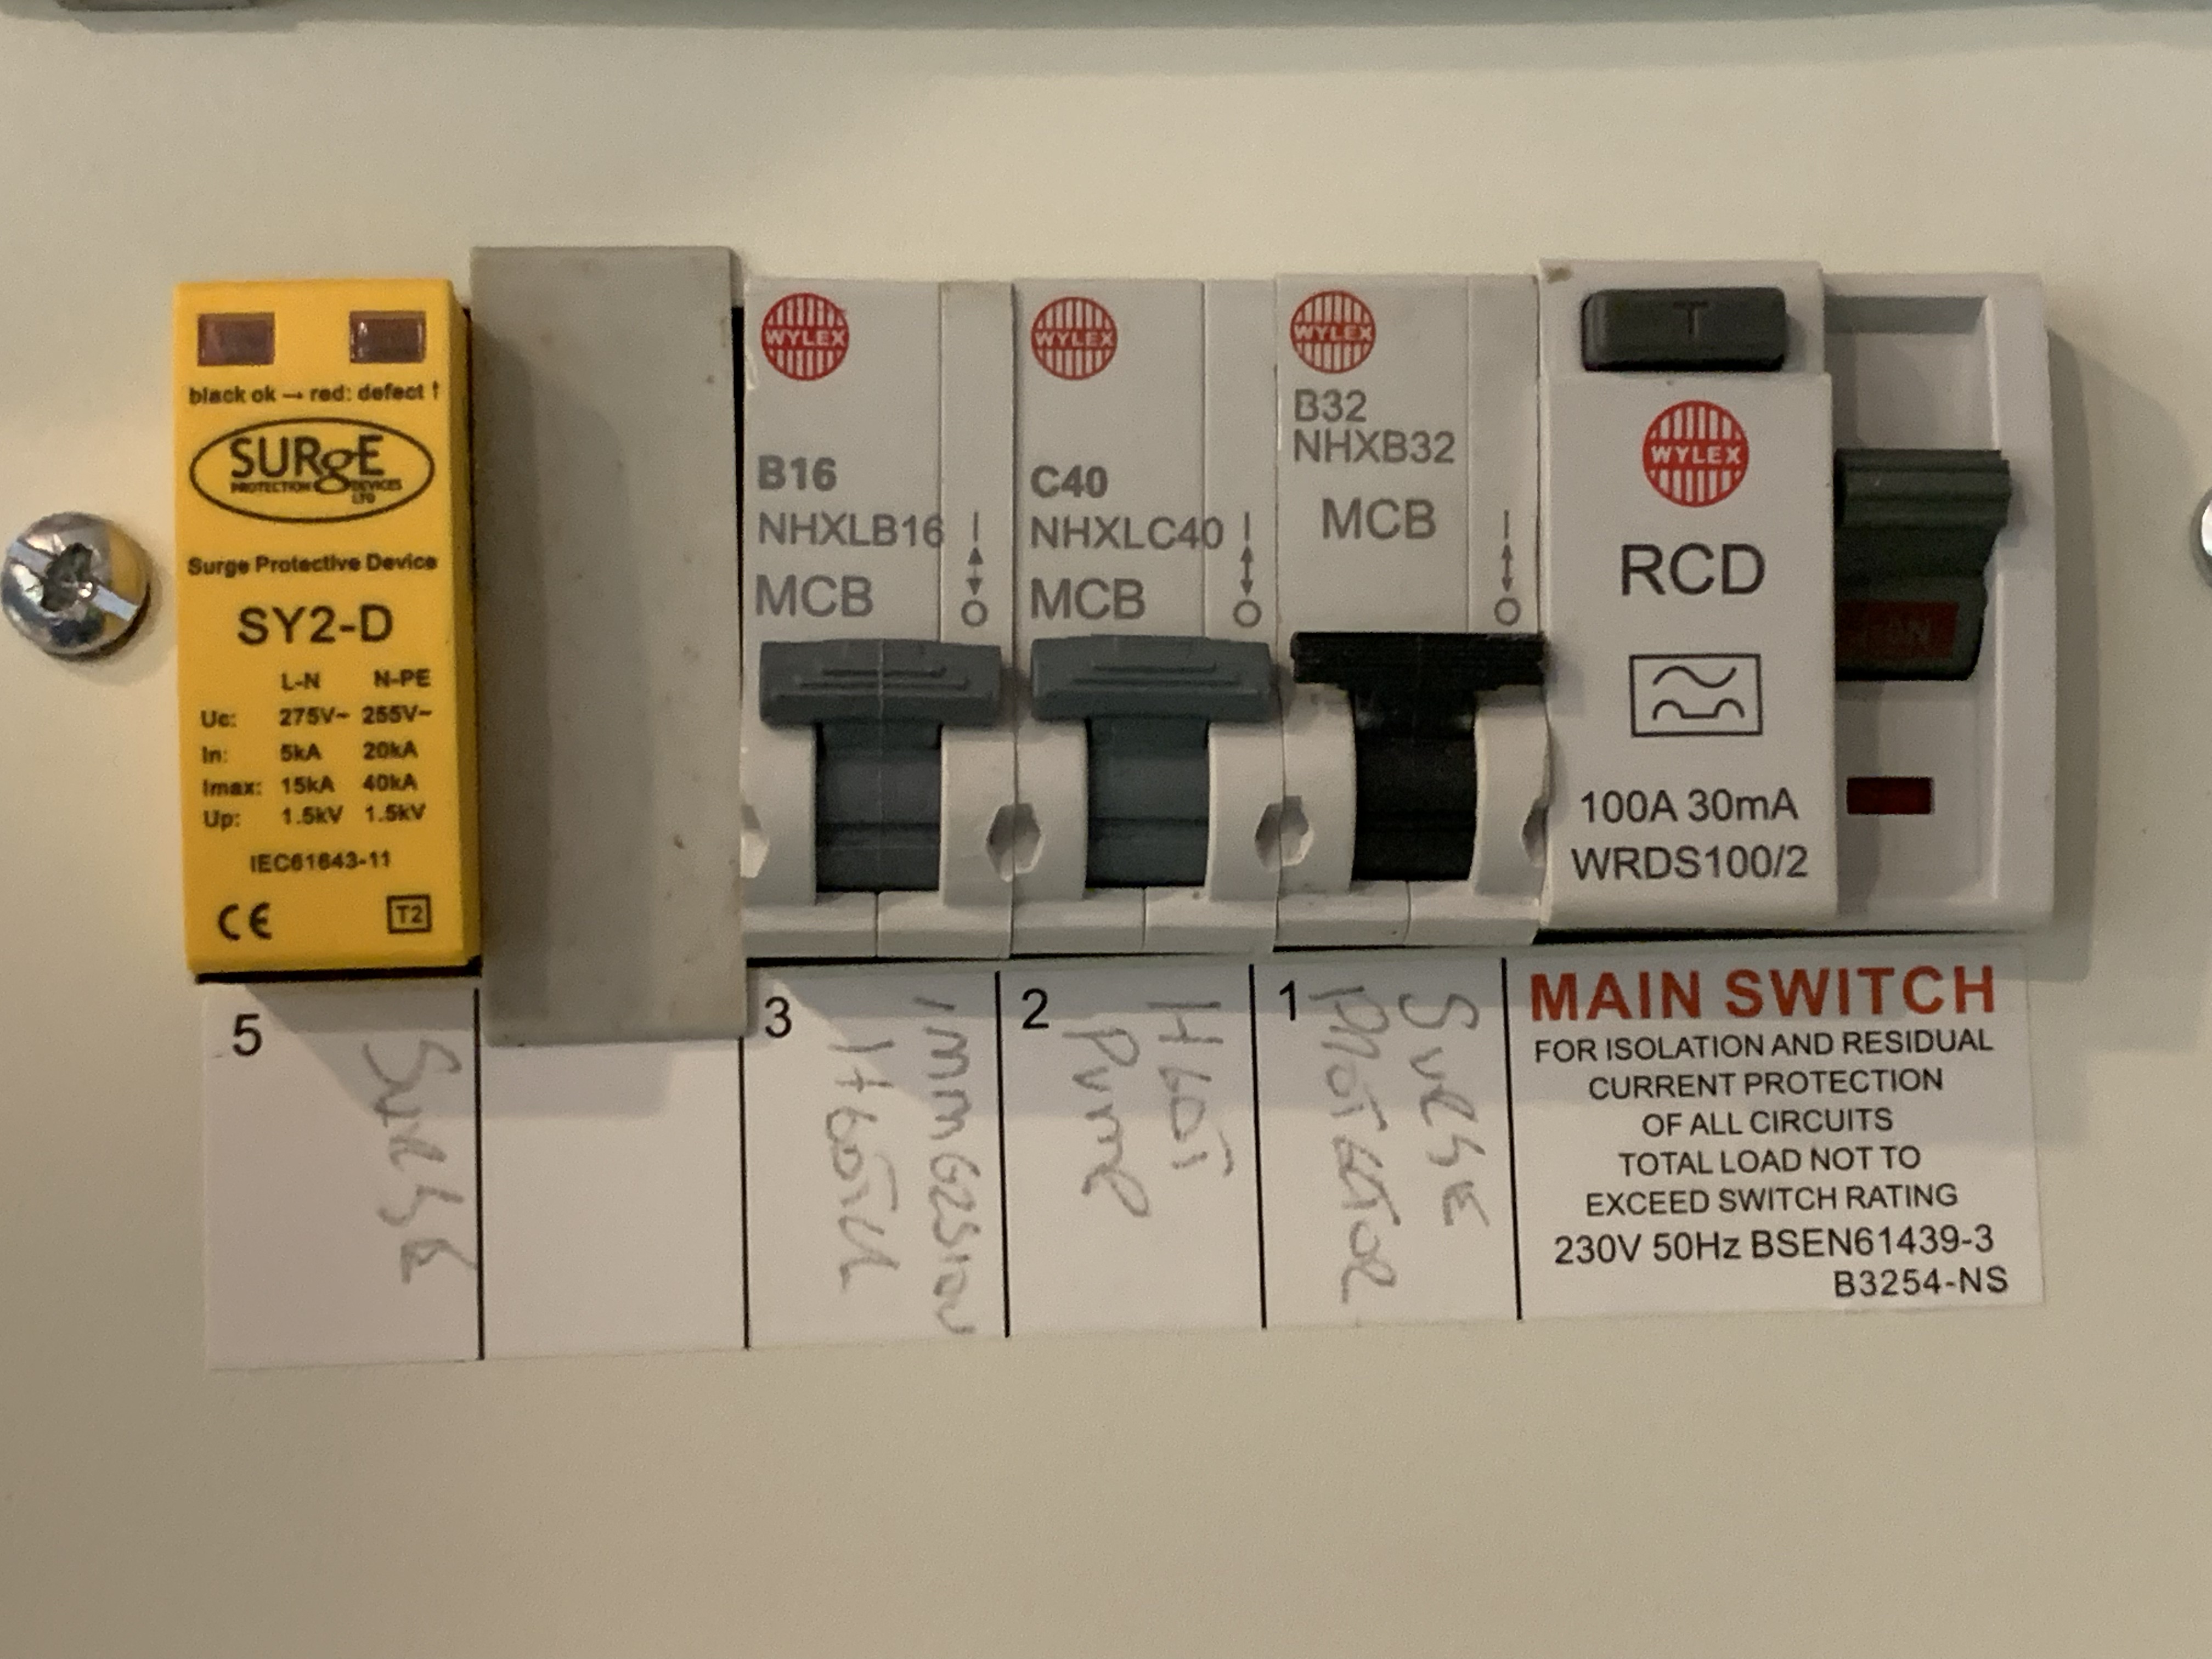 black ok → red: defect !
SURgE
PROTECTION DEVICES
LTD
Surge Protective Device
SY2-D
L-N N-PE
Uc: 275V~ 255V~
In: 5kA 20kA
Imax: 15kA 40kA
Up: 1.5kV 1.5kV
IEC61643-11
CE T2
WYLEX
B16
NHXLB16
MCB
I
O
WYLEX
C40
NHXLC40
MCB
I
O
WYLEX
B32
NHXB32
MCB
I
O
T
WYLEX
RCD
100A 30mA
WRDS100/2
I-ON
5
SURGE
3
IMMERSION
HEATER
2
HEAT
PUMP
1
SURGE
PROTECTOR
MAIN SWITCH
FOR ISOLATION AND RESIDUAL
CURRENT PROTECTION
OF ALL CIRCUITS
TOTAL LOAD NOT TO
EXCEED SWITCH RATING
230V 50Hz BSEN61439-3
B3254-NS